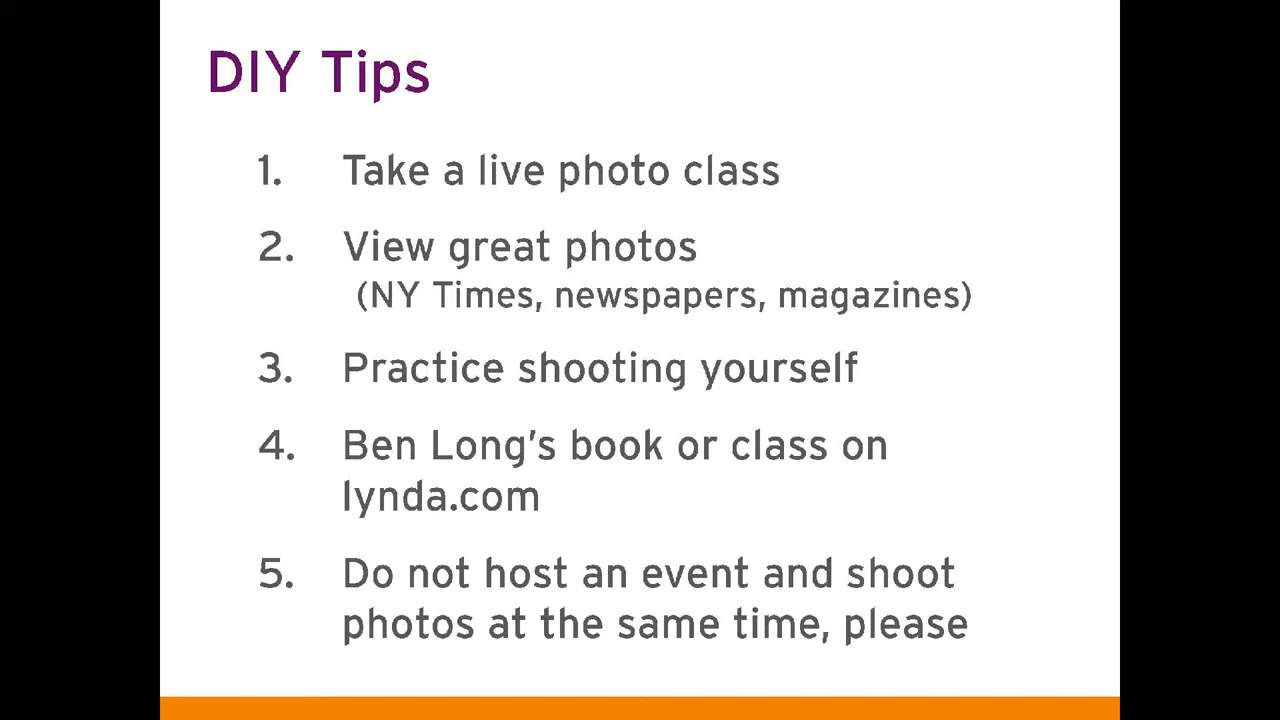 DIY Tips
1. Take a live photo class
2. View great photos
(NY Times, newspapers, magazines)
3. Practice shooting yourself
4. Ben Long's book or class on
lynda.com
5. Do not host an event and shoot
photos at the same time, please